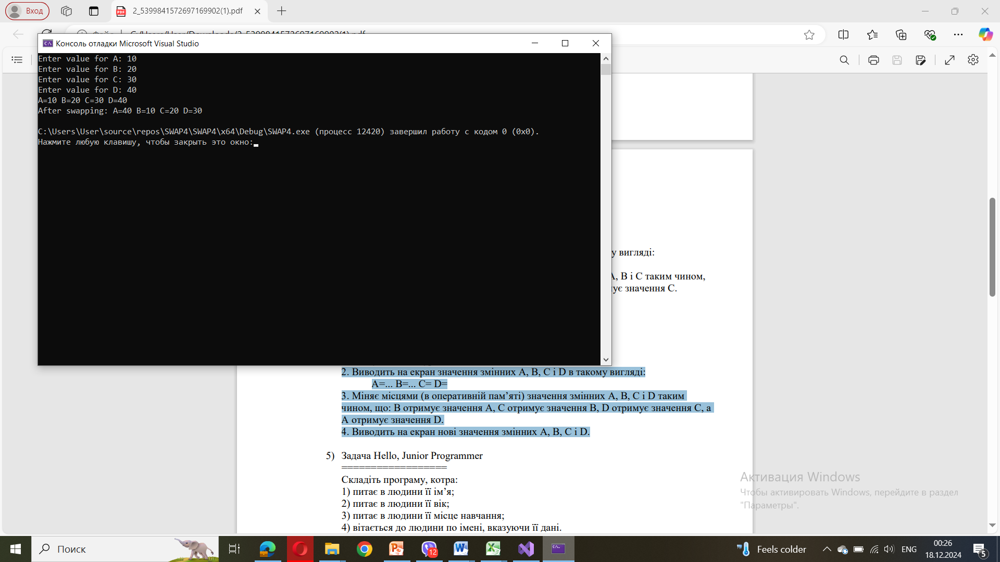 Вход
2_5399841572697169902(1).pdf
Консоль отладки Microsoft Visual Studio
Enter value for A: 10
Enter value for B: 20
Enter value for C: 30
Enter value for D: 40
A=10 B=20 C=30 D=40
After swapping: A=40 B=10 C=20 D=30
C:\Users\User\source\repos\SWAP4\SWAP4\x64\Debug\SWAP4.exe (процесс 12420) завершил работу с кодом 0 (0x0).
Нажмите любую клавишу, чтобы закрыть это окно:
у вигляді:
А, В і С таким чином,
ує значення С.
2. Виводить на екран значення змінних А, В, С і D в такому вигляді:
А=... В=... С= D=
3. Міняє місцями (в оперативній пам’яті) значення змінних А, В, С і D таким
чином, що: В отримує значення А, С отримує значення В, D отримує значення С, а
А отримує значення D.
4. Виводить на екран нові значення змінних А, В, С і D.
5) Задача Hello, Junior Programmer
==================
Складіть програму, котра:
1) питає в людини її ім’я;
2) питає в людини її вік;
3) питає в людини її місце навчання;
4) вітається до людини по імені, вказуючи її дані.
Активация Windows
Чтобы активировать Windows, перейдите в раздел
"Параметры".
Поиск
12
Feels colder
ENG
00:26
18.12.2024
5